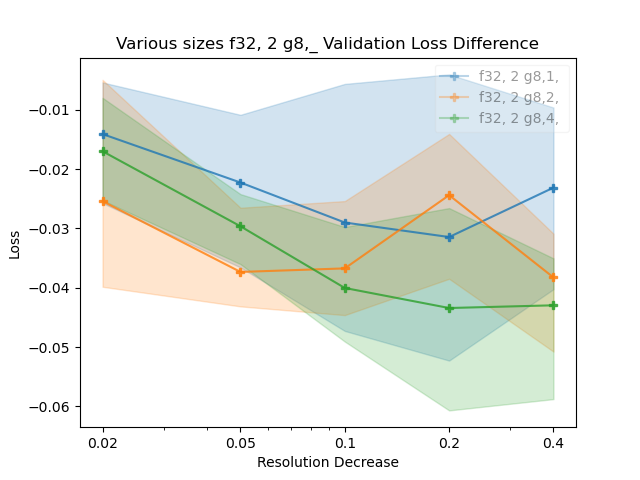 Various sizes f32, 2 g8,_ Validation Loss Difference
f32, 2 g8,1,
f32, 2 g8,2,
f32, 2 g8,4,
−0.01
−0.02
−0.03
−0.04
−0.05
−0.06
Loss
0.02 0.05 0.1 0.2 0.4
Resolution Decrease